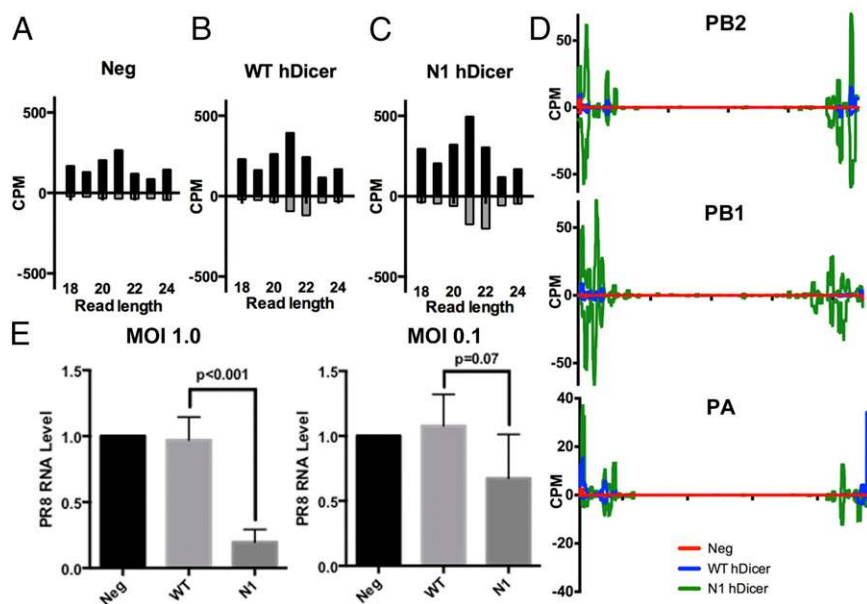 A
Neg
500
0
-500
CPM
18 20 22 24
Read length
B
WT hDicer
500
0
-500
CPM
18 20 22 24
Read length
C
N1 hDicer
500
0
-500
CPM
18 20 22 24
Read length
D
PB2
50
0
-50
CPM
PB1
50
0
-50
CPM
PA
40
20
0
-20
-40
CPM
Neg
WT hDicer
N1 hDicer
E
MOI 1.0
p<0.001
1.5
1.0
0.5
0.0
PR8 RNA Level
Neg WT N1
MOI 0.1
p=0.07
1.5
1.0
0.5
0.0
PR8 RNA Level
Neg WT N1